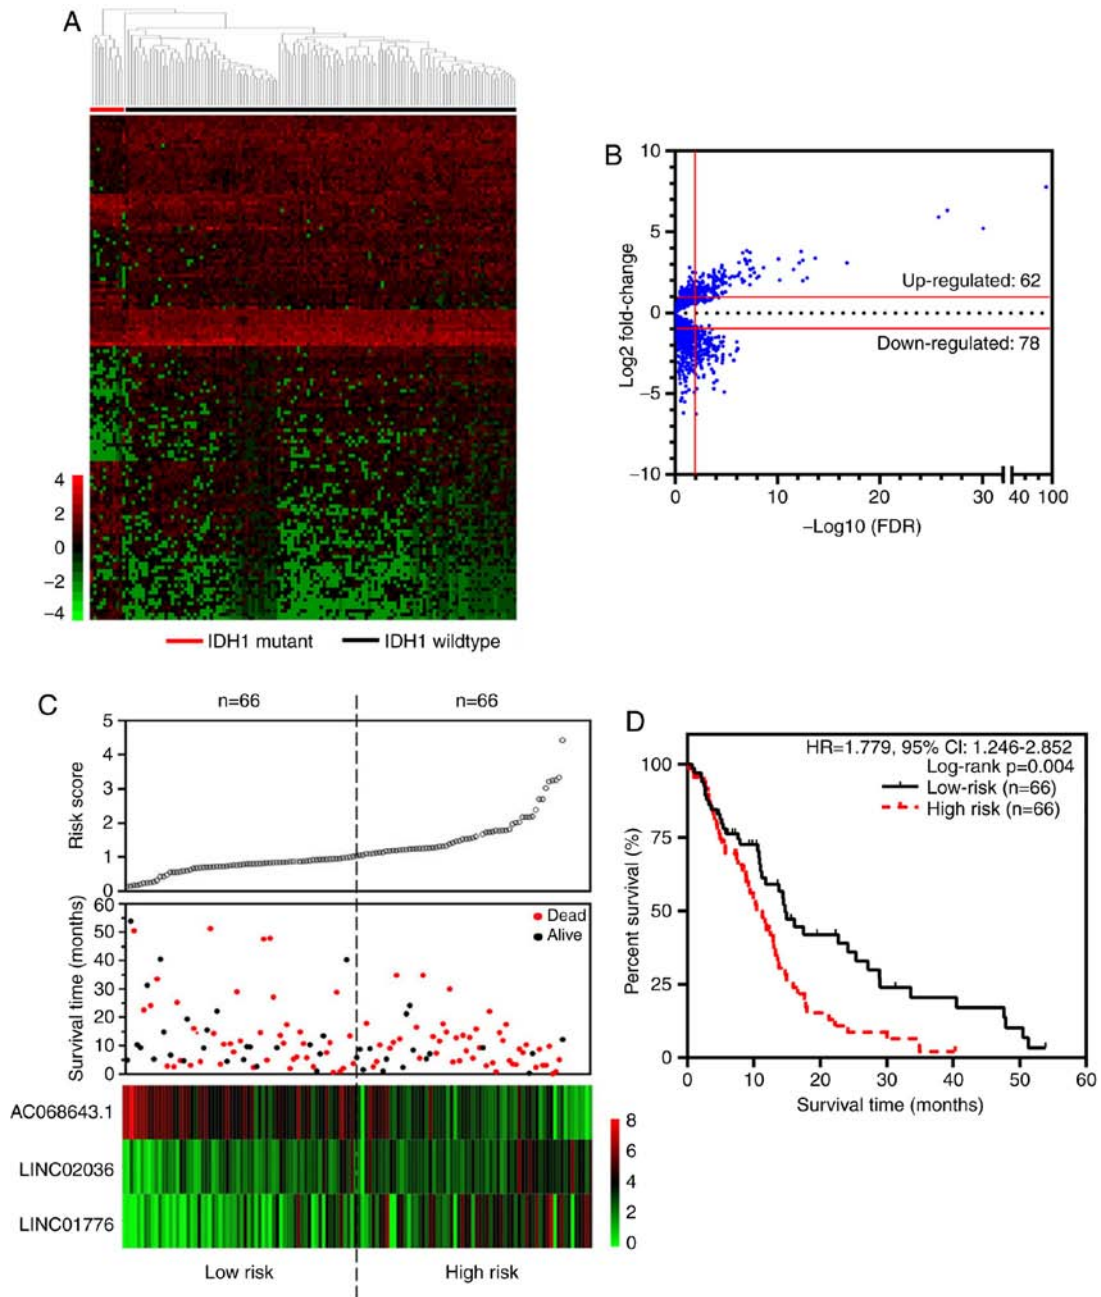 A
4
2
0
−2
−4
IDH1 mutant
IDH1 wildtype
B
10
5
0
−5
−10
Log2 fold-change
Up-regulated: 62
Down-regulated: 78
0 10 20 30 40 100
−Log10 (FDR)
C
n=66 n=66
5
4
3
2
1
0
Risk score
60
50
40
30
20
10
0
Survival time (months)
Dead
Alive
AC068643.1
LINC02036
LINC01776
8
6
4
2
0
Low risk High risk
D
HR=1.779, 95% CI: 1.246-2.852
Log-rank p=0.004
Low-risk (n=66)
High risk (n=66)
100
75
50
25
0
Percent survival (%)
0 10 20 30 40 50 60
Survival time (months)